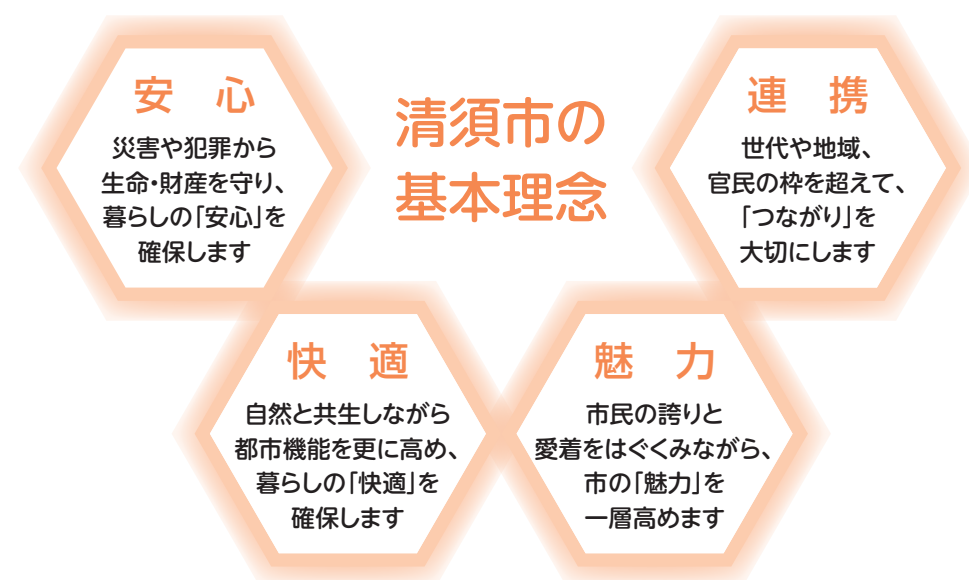 清須市の
基本理念
安 心
災害や犯罪から
生命・財産を守り、
暮らしの「安心」を
確保します
快 適
自然と共生しながら
都市機能を更に高め、
暮らしの「快適」を
確保します
魅 力
市民の誇りと
愛着をはぐくみながら、
市の「魅力」を
一層高めます
連 携
世代や地域、
官民の枠を超えて、
「つながり」を
大切にします